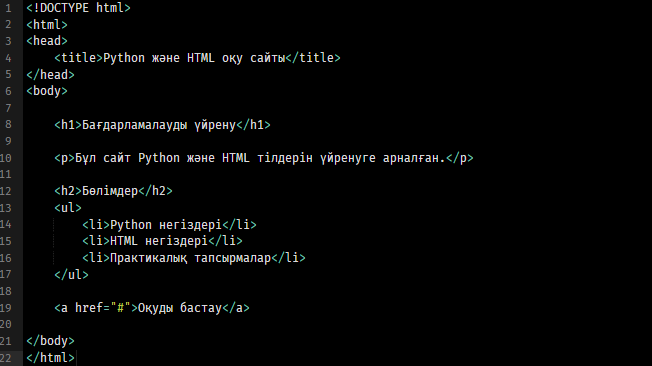 1 <!DOCTYPE html>
2 <html>
3 <head>
4 <title>Python және HTML оқу сайты</title>
5 </head>
6 <body>
7
8 <h1>Бағдарламалауды үйрену</h1>
9
10 <p>Бұл сайт Python және HTML тілдерін үйренуге арналған.</p>
11
12 <h2>Бөлімдер</h2>
13 <ul>
14 <li>Python негіздері</li>
15 <li>HTML негіздері</li>
16 <li>Практикалық тапсырмалар</li>
17 </ul>
18
19 <a href="#">Оқуды бастау</a>
20
21 </body>
22 </html>